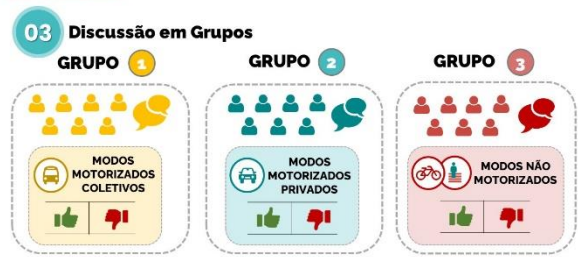 03 Discussão em Grupos
GRUPO 1
MODOS
MOTORIZADOS
COLETIVOS
GRUPO 2
MODOS
MOTORIZADOS
PRIVADOS
GRUPO 3
MODOS NÃO
MOTORIZADOS